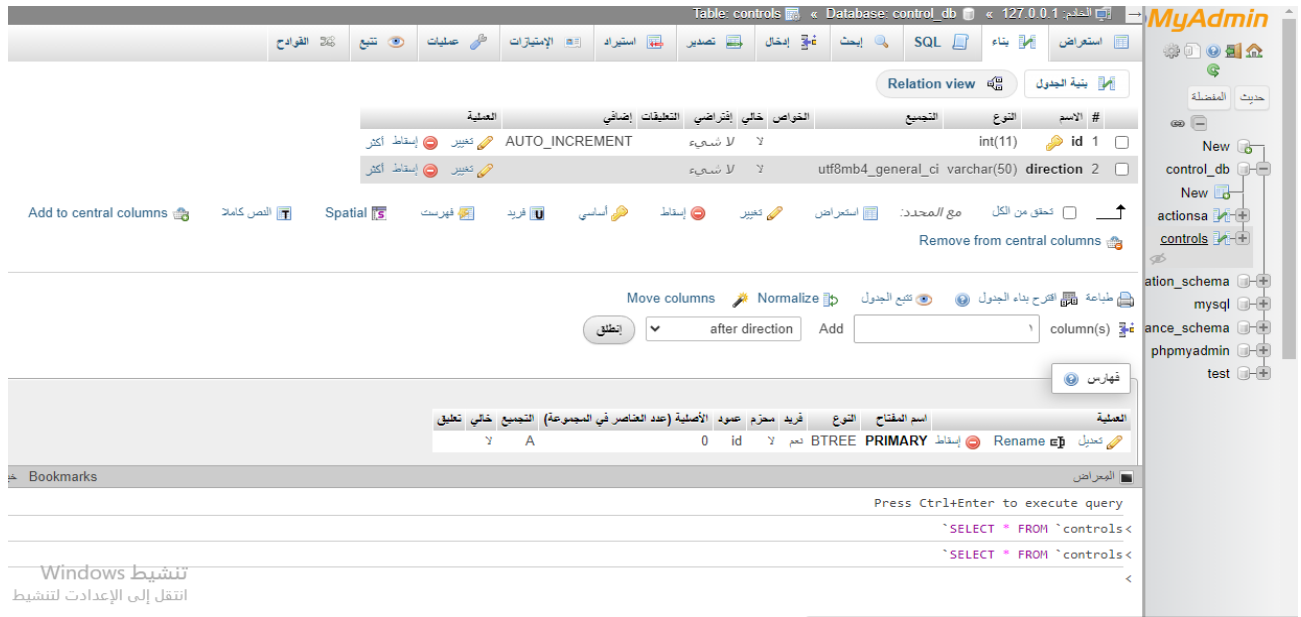 الخادم: 127.0.0.1 » Database: control_db » Table: controls
MyAdmin
استعراض بناء SQL إبحث إدخال تصدير استيراد الإمتيازات عمليات تتبع القوادح
بنية الجدول Relation view
حديث المفضلة
# الاسم النوع التجميع الخواص خالي إفتراضي التعليقات إضافي العملية
1 id int(11) لا لا شيء AUTO_INCREMENT تغيير إسقاط أكثر
2 direction varchar(50) utf8mb4_general_ci لا لا شيء تغيير إسقاط أكثر
New
control_db
New
actionsa
controls
ation_schema
mysql
ance_schema
phpmyadmin
test
تحقق من الكل مع المحدد: استعراض تغيير إسقاط أساسي فريد فهرست Spatial النص كاملا Add to central columns
Remove from central columns
طباعة اقترح بناء الجدول تتبع الجدول Normalize Move columns
column(s) ١ Add after direction إنطلق
فهارس
العملية اسم المفتاح النوع فريد محزم عمود الأصلية (عدد العناصر في المجموعة) التجميع خالي تعليق
تعديل Rename إسقاط PRIMARY BTREE نعم لا id 0 A لا
Bookmarks
Press Ctrl+Enter to execute query
>SELECT * FROM `controls`
>SELECT * FROM `controls`
>
تنشيط Windows
انتقل إلى الإعدادت لتنشيط